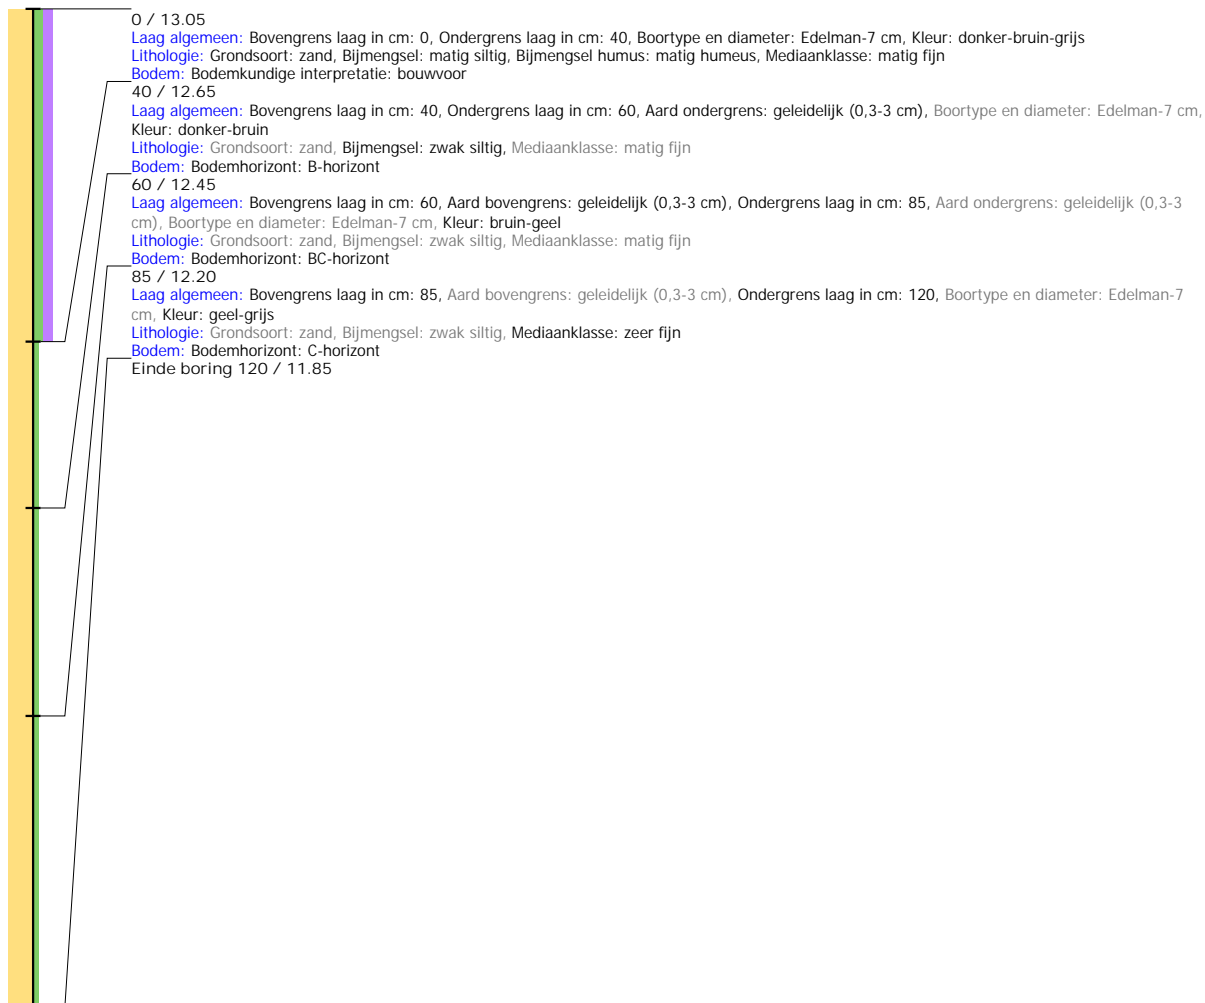 0 / 13.05
Laag algemeen: Bovengrens laag in cm: 0, Ondergrens laag in cm: 40, Boortype en diameter: Edelman-7 cm, Kleur: donker-bruin-grijs
Lithologie: Grondsoort: zand, Bijmengsel: matig siltig, Bijmengsel humus: matig humeus, Mediaanklasse: matig fijn
Bodem: Bodemkundige interpretatie: bouwvoor
40 / 12.65
Laag algemeen: Bovengrens laag in cm: 40, Ondergrens laag in cm: 60, Aard ondergrens: geleidelijk (0,3-3 cm), Boortype en diameter: Edelman-7 cm,
Kleur: donker-bruin
Lithologie: Grondsoort: zand, Bijmengsel: zwak siltig, Mediaanklasse: matig fijn
Bodem: Bodemhorizont: B-horizont
60 / 12.45
Laag algemeen: Bovengrens laag in cm: 60, Aard bovengrens: geleidelijk (0,3-3 cm), Ondergrens laag in cm: 85, Aard ondergrens: geleidelijk (0,3-3
cm), Boortype en diameter: Edelman-7 cm, Kleur: bruin-geel
Lithologie: Grondsoort: zand, Bijmengsel: zwak siltig, Mediaanklasse: matig fijn
Bodem: Bodemhorizont: BC-horizont
85 / 12.20
Laag algemeen: Bovengrens laag in cm: 85, Aard bovengrens: geleidelijk (0,3-3 cm), Ondergrens laag in cm: 120, Boortype en diameter: Edelman-7
cm, Kleur: geel-grijs
Lithologie: Grondsoort: zand, Bijmengsel: zwak siltig, Mediaanklasse: zeer fijn
Bodem: Bodemhorizont: C-horizont
Einde boring 120 / 11.85